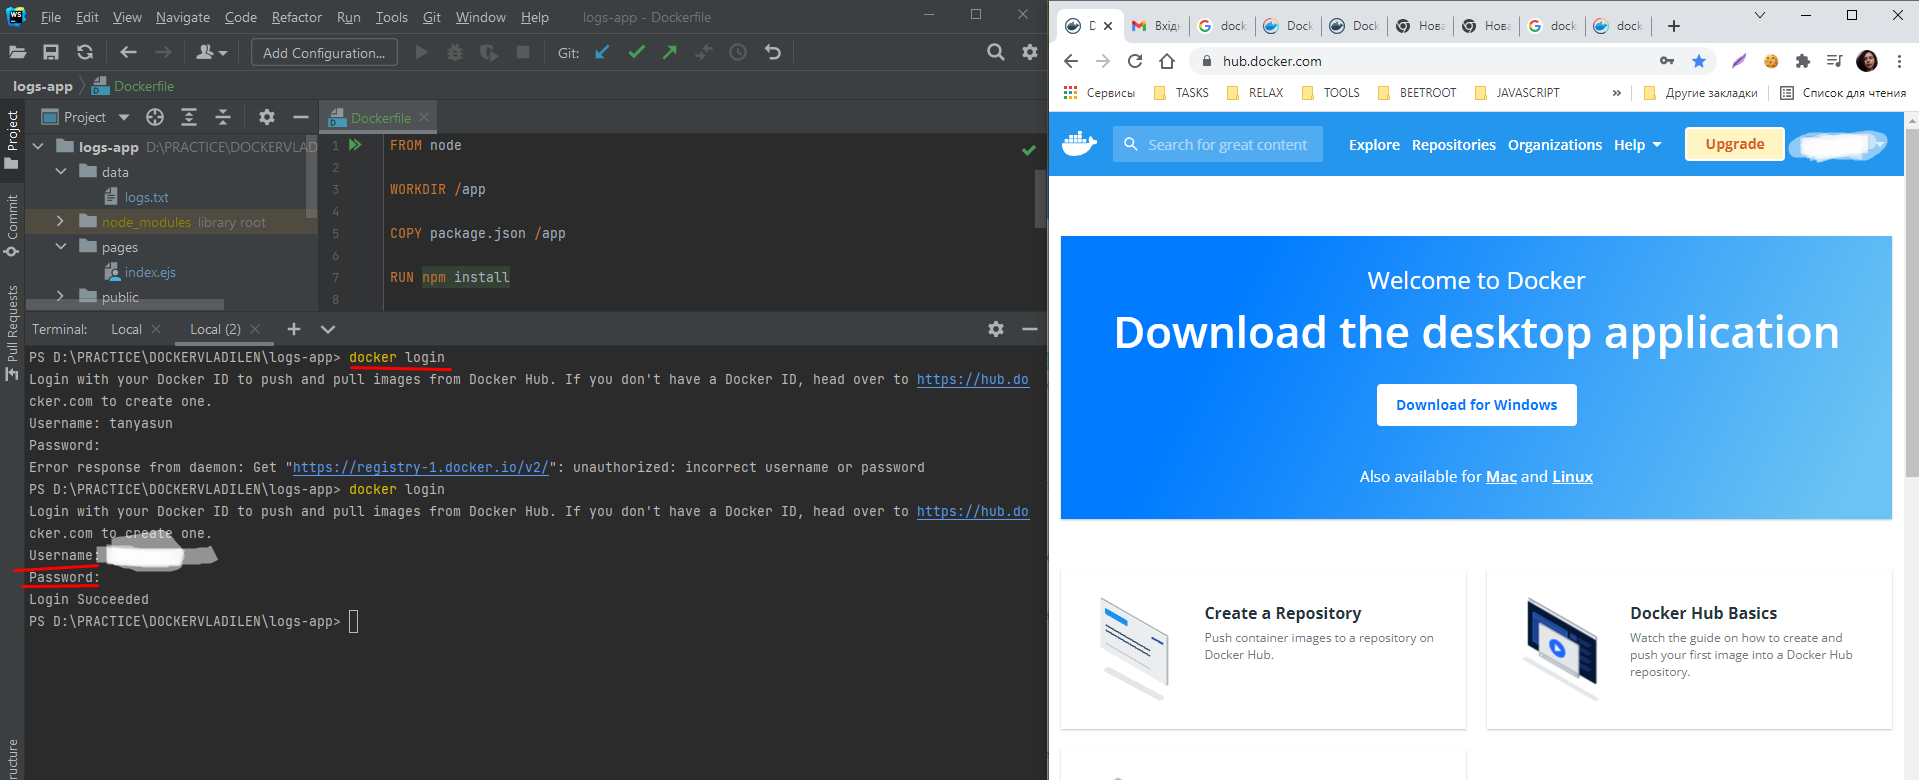 WS File Edit View Navigate Code Refactor Run Tools Git Window Help logs-app - Dockerfile
Add Configuration... Git:
logs-app Dockerfile
Project
Dockerfile
logs-app D:\PRACTICE\DOCKERVLAD
data
logs.txt
node_modules library root
pages
index.ejs
public
1 FROM node
2
3 WORKDIR /app
4
5 COPY package.json /app
6
7 RUN npm install
8
Project
Commit
Pull Requests
ructure
Terminal: Local Local (2)
PS D:\PRACTICE\DOCKERVLADILEN\logs-app> docker login
Login with your Docker ID to push and pull images from Docker Hub. If you don't have a Docker ID, head over to https://hub.do
cker.com to create one.
Username: tanyasun
Password:
Error response from daemon: Get "https://registry-1.docker.io/v2/": unauthorized: incorrect username or password
PS D:\PRACTICE\DOCKERVLADILEN\logs-app> docker login
Login with your Docker ID to push and pull images from Docker Hub. If you don't have a Docker ID, head over to https://hub.do
cker.com to create one.
Username:
Password:
Login Succeeded
PS D:\PRACTICE\DOCKERVLADILEN\logs-app>
D Вхід dock Dock Dock Нова Нова dock dock
hub.docker.com
Сервисы TASKS RELAX TOOLS BEETROOT JAVASCRIPT » Другие закладки Список для чтения
Search for great content Explore Repositories Organizations Help Upgrade
Welcome to Docker
Download the desktop application
Download for Windows
Also available for Mac and Linux
Create a Repository
Push container images to a repository on
Docker Hub.
Docker Hub Basics
Watch the guide on how to create and
push your first image into a Docker Hub
repository.